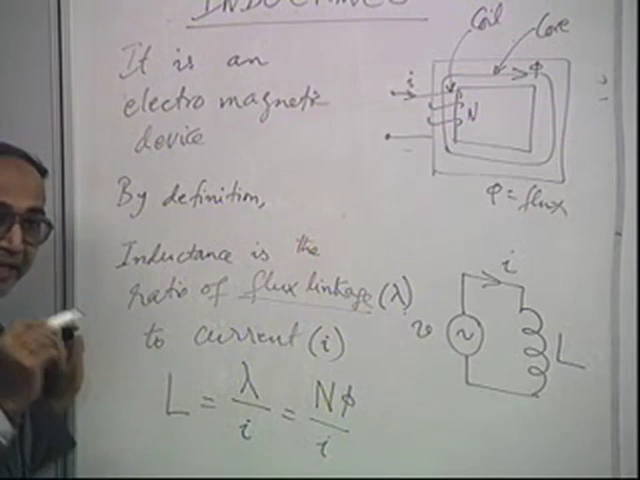 INDUCTANCE
It is an
electromagnetic
device
By definition,
Inductance is the
ratio of flux linkage (λ)
to current (i)
L = λ/i = Nϕ/i
Coil
Core
i
ϕ
N
φ = flux
i
v
~
L